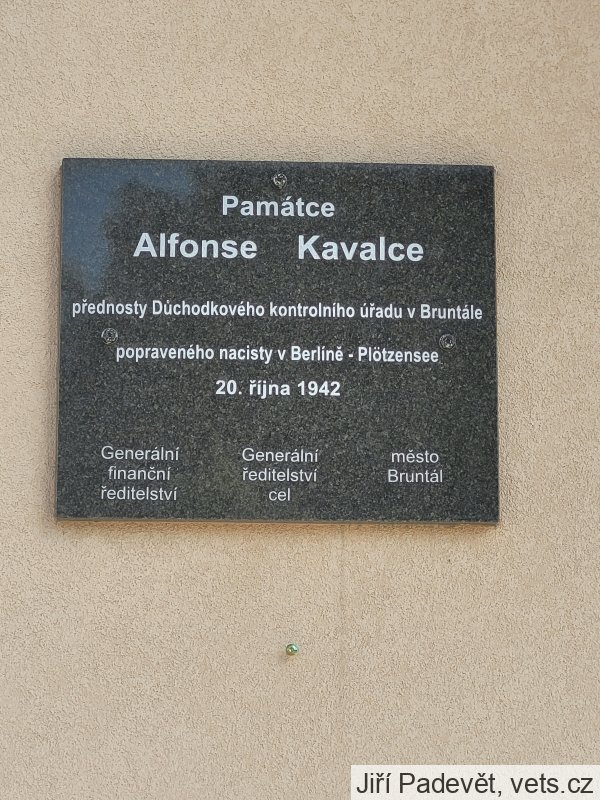 Památce
Alfonse Kavalce
přednosty Důchodkového kontrolního úřadu v Bruntále
popraveného nacisty v Berlíně - Plötzensee
20. října 1942
Generální
finanční
ředitelství
Generální
ředitelství
cel
město
Bruntál
Jiří Padevět, vets.cz